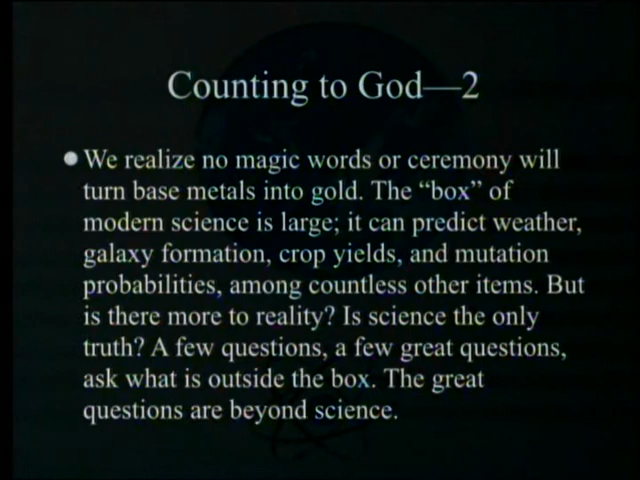 Counting to God—2
We realize no magic words or ceremony will
turn base metals into gold. The “box” of
modern science is large; it can predict weather,
galaxy formation, crop yields, and mutation
probabilities, among countless other items. But
is there more to reality? Is science the only
truth? A few questions, a few great questions,
ask what is outside the box. The great
questions are beyond science.